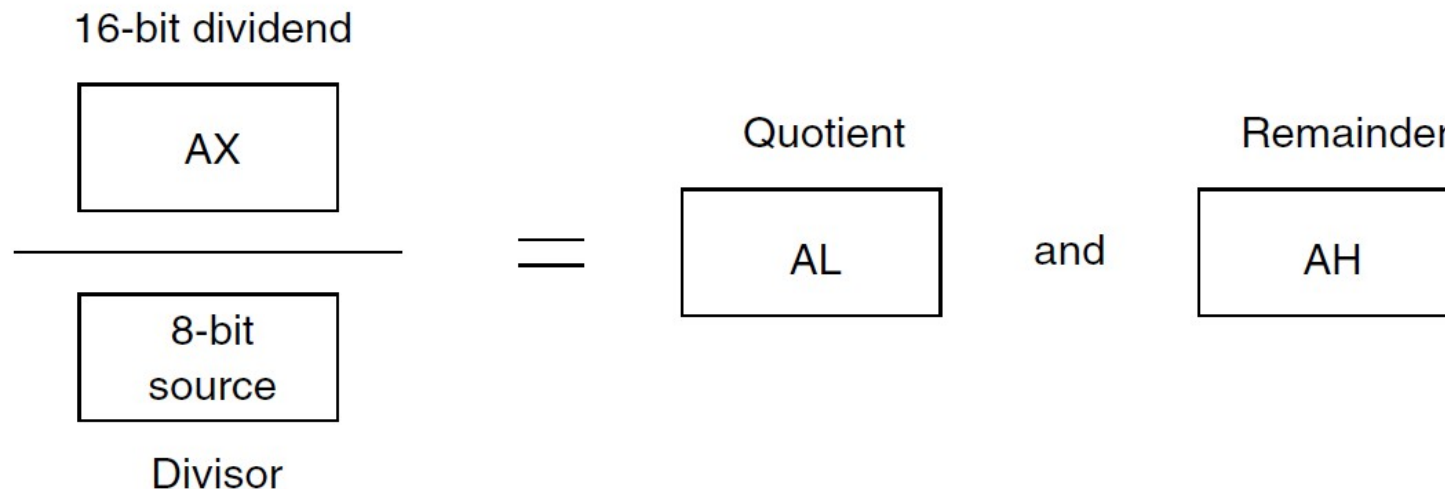 16-bit dividend
AX
8-bit
source
Divisor
Quotient
AL
and
Remainder
AH